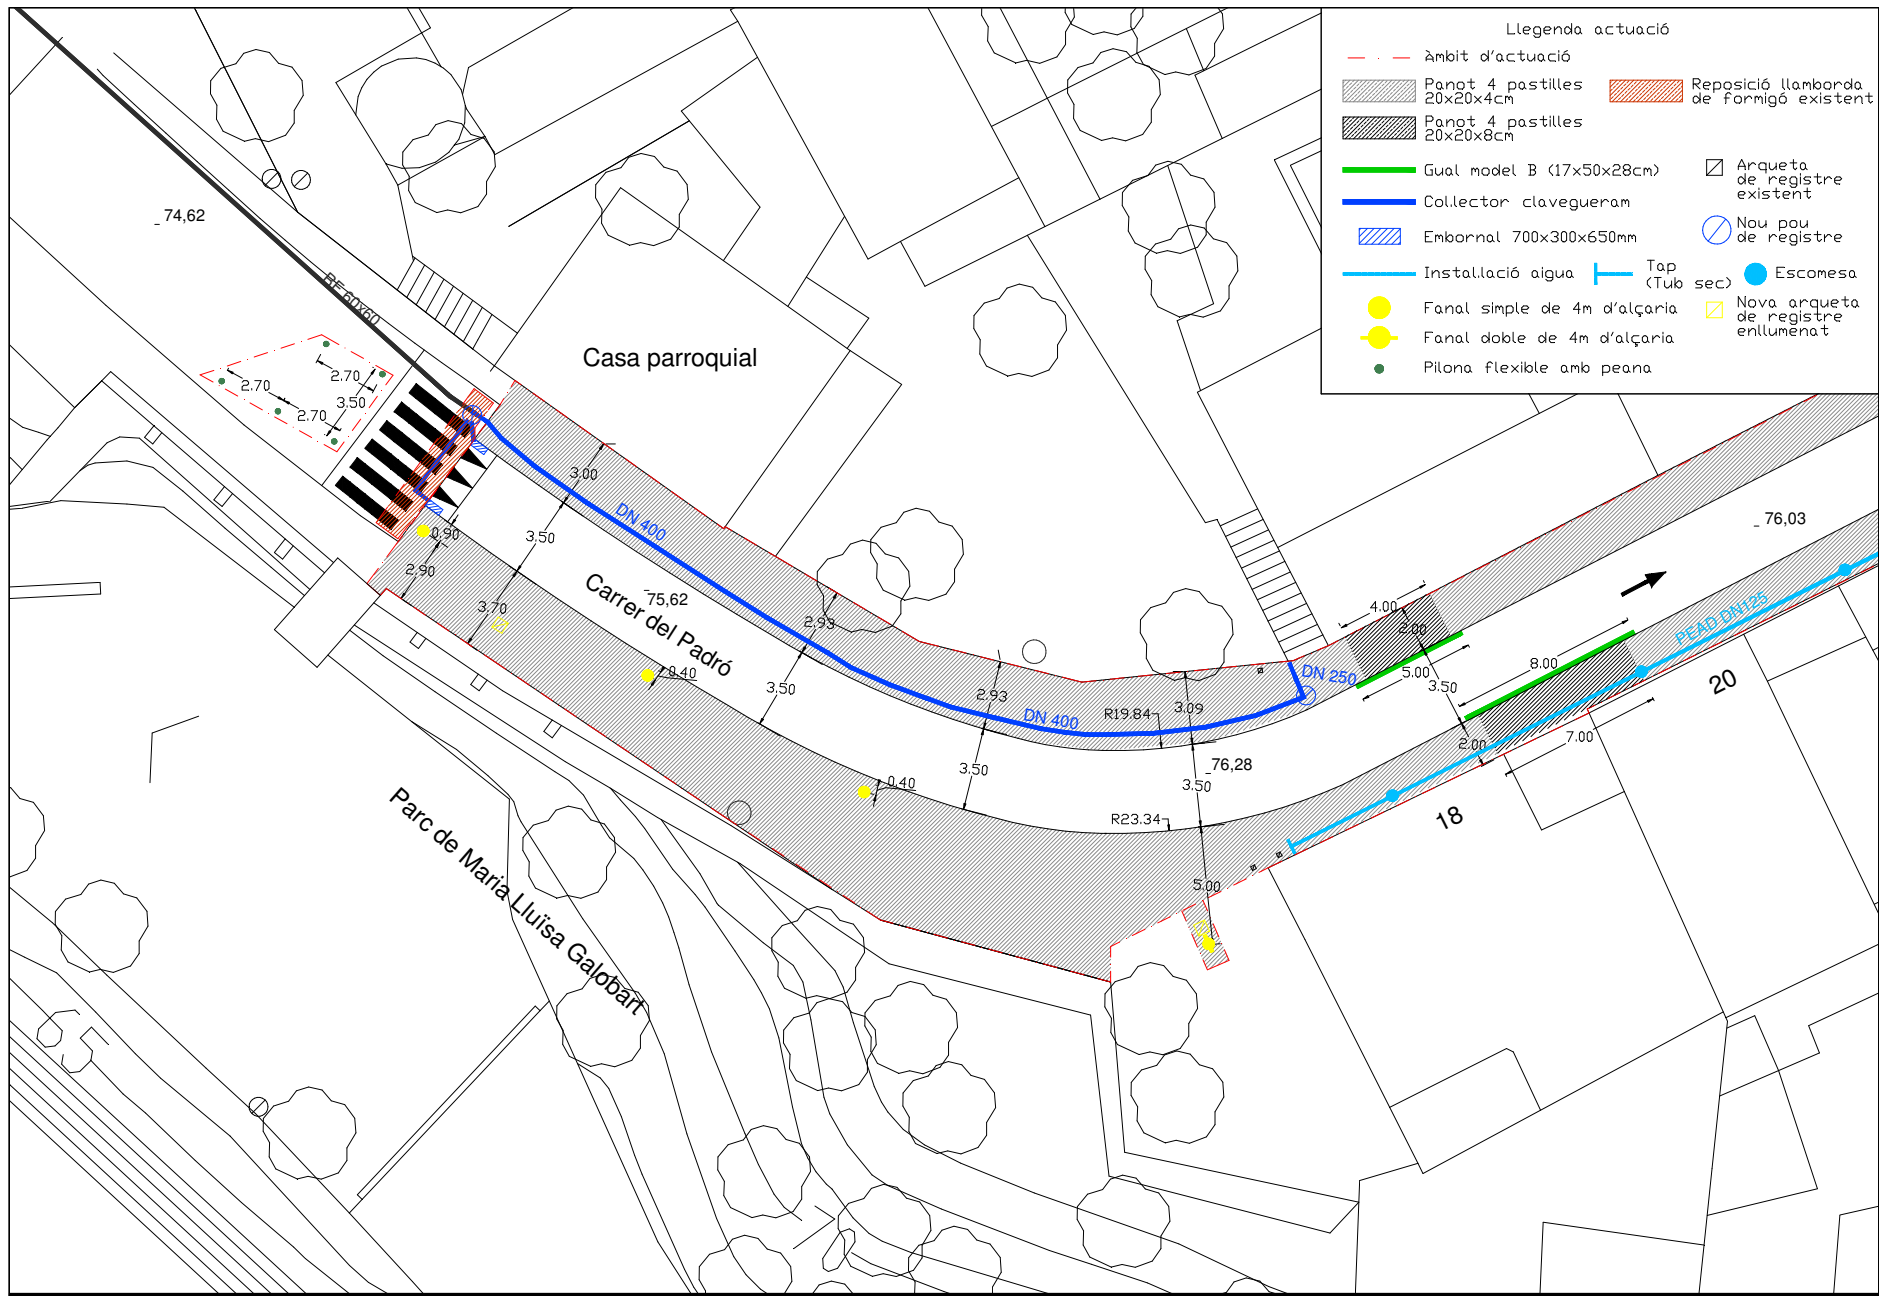 Llegenda actuació
Àmbit d'actuació
Panot 4 pastilles
20x20x4cm
Reposició llamborda
de formigó existent
Panot 4 pastilles
20x20x8cm
Gual model B (17x50x28cm)
Arqueta
de registre
existent
Col.lector clavegueram
Nou pou
de registre
Embornal 700x300x650mm
Instal.lació aigua
Tap
(Tub sec)
Escomesa
Fanal simple de 4m d'alçaria
Nova arqueta
de registre
enllumenat
Fanal doble de 4m d'alçaria
Pilona flexible amb peana
74,62
BF 60x60
Casa parroquial
2.70
2.70
3.50
2.70
3.00
DN 400
3.50
0.90
2.90
3.70
Carrer del Padró
75,62
2.93
0.40
3.50
2.93
DN 400
R19.84
3.09
DN 250
4.00
2.00
5.00
3.50
8.00
76,03
PEAD DN125
20
2.00
7.00
3.50
0.40
76,28
3.50
R23.34
18
5.00
Parc de Maria Lluïsa Galobart